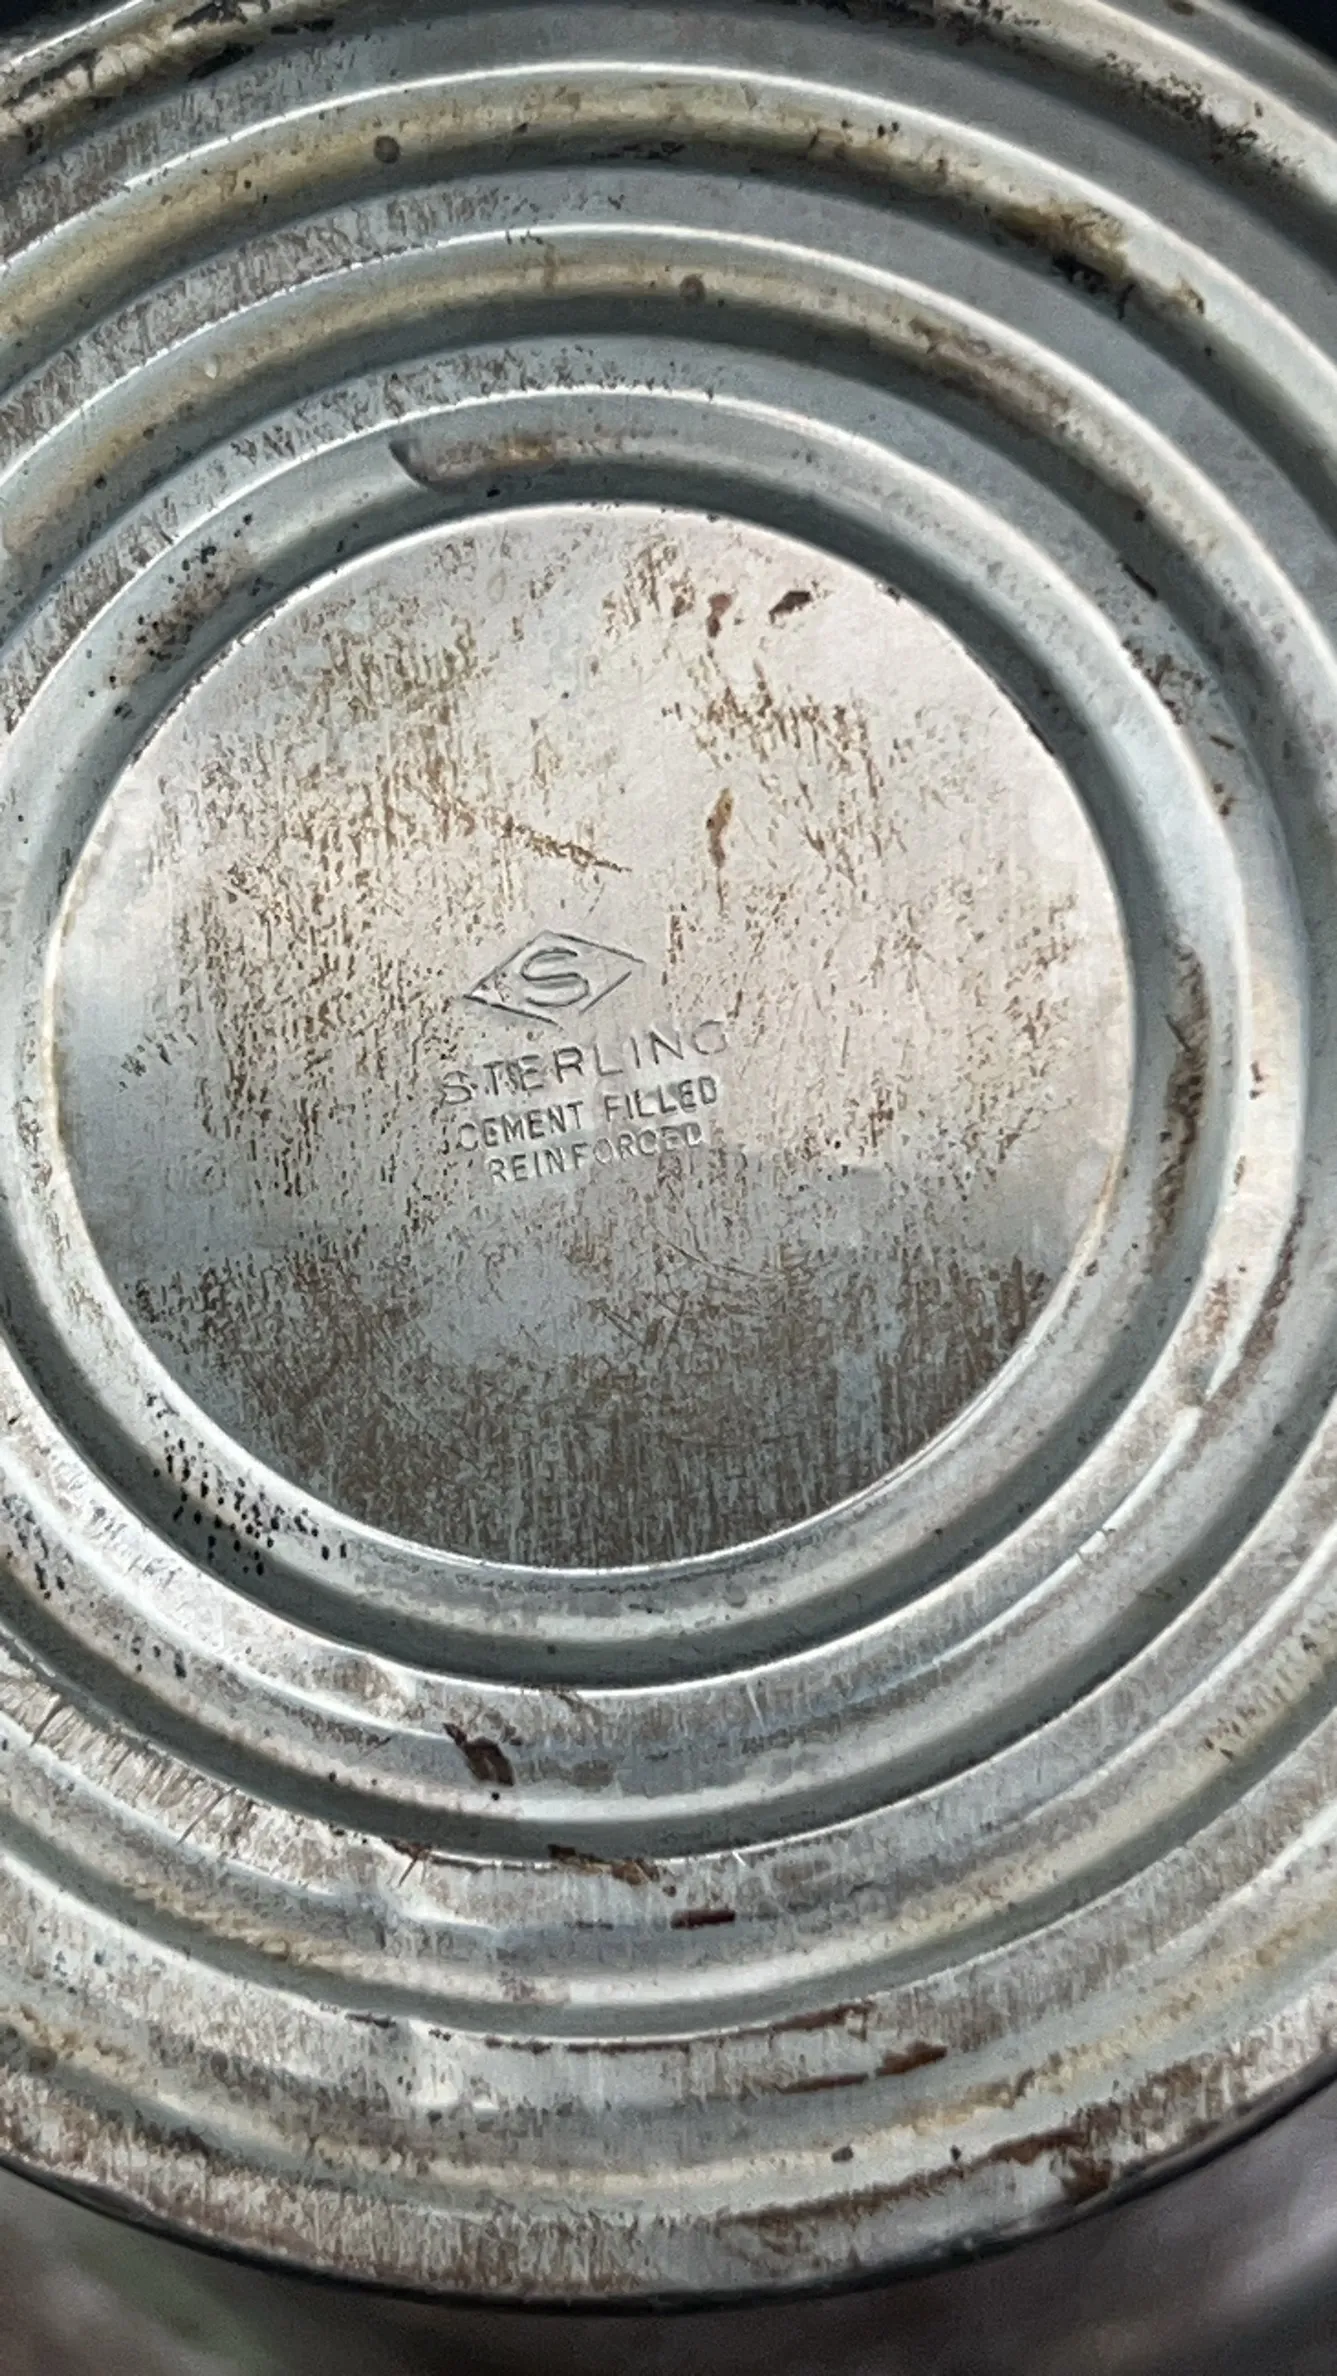 S
STERLING
CEMENT FILLED
REINFORCED